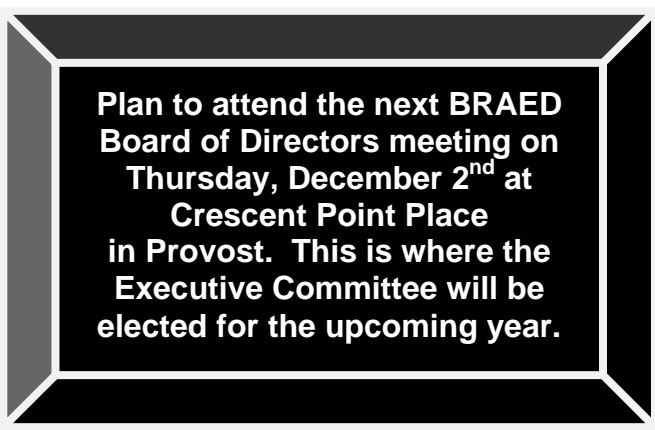 Plan to attend the next BRAED
Board of Directors meeting on
Thursday, December 2nd at
Crescent Point Place
in Provost.  This is where the
Executive Committee will be
elected for the upcoming year.